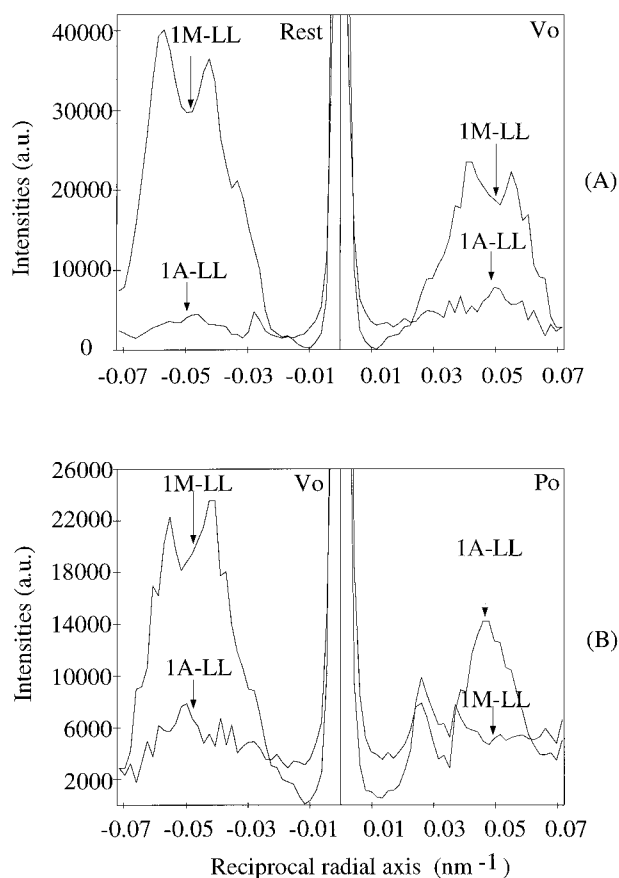 40000
Rest
Vo
1M-LL
30000
1M-LL
Intensities (a.u.)
(A)
20000
1A-LL
10000
1A-LL
0
-0.07 -0.05 -0.03 -0.01 0.01 0.03 0.05 0.07
26000
Vo
Po
1M-LL
22000
1A-LL
18000
Intensities (a.u.)
14000
(B)
1A-LL
10000
1M-LL
6000
2000
-0.07 -0.05 -0.03 -0.01 0.01 0.03 0.05 0.07
Reciprocal radial axis (nm -1)